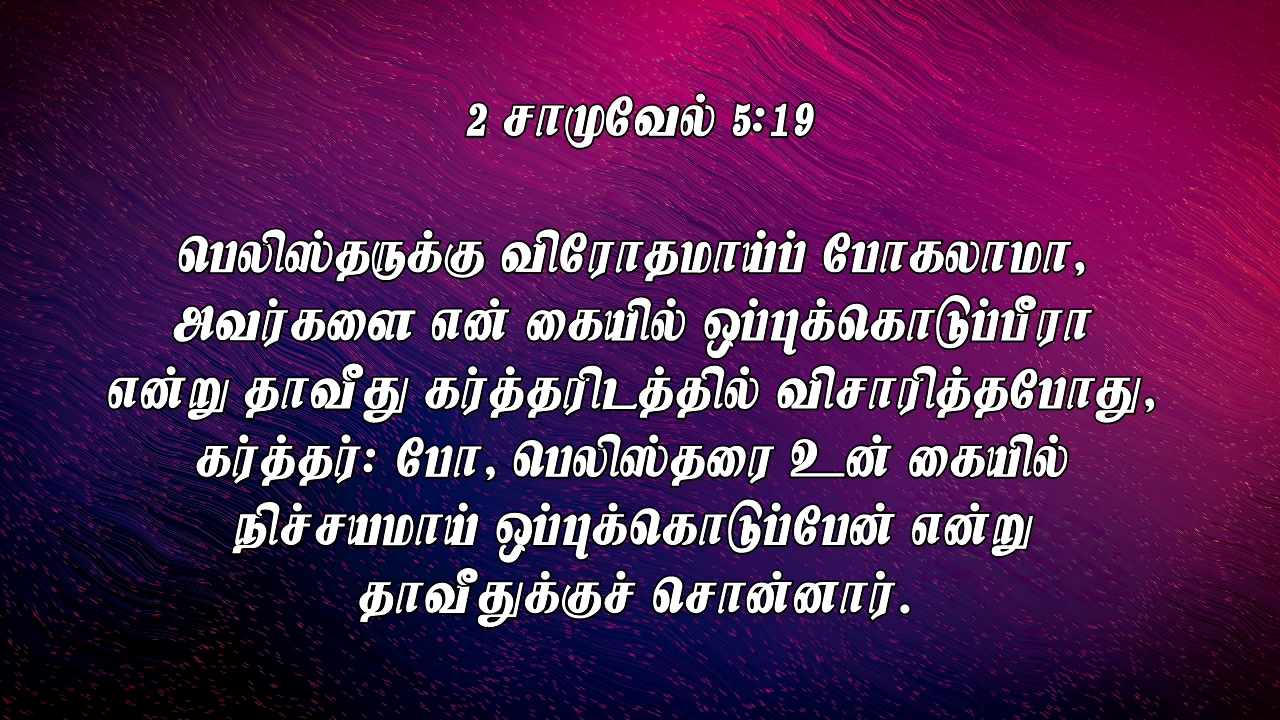 2 சாமுவேல் 5:19
பெலிஸ்தருக்கு விரோதமாய்ப் போகலாமா,
அவர்களை என் கையில் ஒப்புக்கொடுப்பீரா
என்று தாவீது கர்த்தரிடத்தில் விசாரித்தபோது,
கர்த்தர்: போ, பெலிஸ்தரை உன் கையில்
நிச்சயமாய் ஒப்புக்கொடுப்பேன் என்று
தாவீதுக்குச் சொன்னார்.